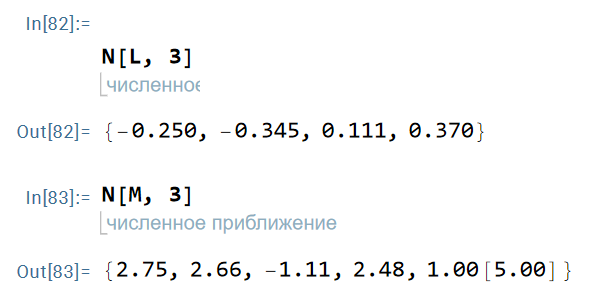 In[82]:=
N[L, 3]
численное
Out[82]= {-0.250, -0.345, 0.111, 0.370}
In[83]:= N[M, 3]
численное приближение
Out[83]= {2.75, 2.66, -1.11, 2.48, 1.00[5.00]}